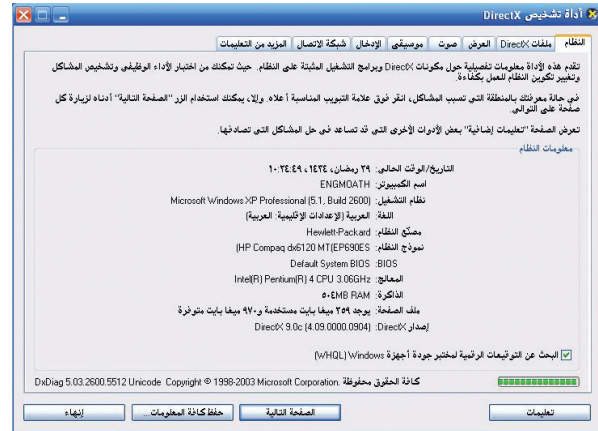 أداة تشخيص DirectX
النظام ملفات DirectX العرض صوت موسيقى الإدخال شبكة الاتصال المزيد من التعليمات
تقدم هذه الأداة معلومات تفصيلية حول مكونات DirectX وبرامج التشغيل المثبتة على النظام. حيث تمكنك من اختبار الأداء الوظيفي وتشخيص المشاكل
وتغيير تكوين النظام للعمل بكفاءة.
في حالة معرفتك بالمنطقة التي تسبب المشاكل، انقر فوق علامة التبويب المناسبة أعلاه. وإلا، يمكنك استخدام الزر "الصفحة التالية" أدناه لزيارة كل
صفحة على التوالي.
تعرض الصفحة "تعليمات إضافية" بعض الأدوات الأخرى التي قد تساعد في حل المشاكل التي تصادفها.
معلومات النظام
التاريخ/الوقت الحالي: ٢٩ رمضان، ١٤٣٤، ١٠:٣٤:٤٩
اسم الكمبيوتر: ENGMOATH
نظام التشغيل: Microsoft Windows XP Professional (5.1, Build 2600)
اللغة: العربية (الإعدادات الإقليمية: العربية)
مصنّع النظام: Hewlett-Packard
نموذج النظام: HP Compaq dx6120 MT(EP690ES)
BIOS: Default System BIOS
المعالج: Intel(R) Pentium(R) 4 CPU 3.06GHz
الذاكرة: ٥٠٤MB RAM
ملف الصفحة: يوجد ٢٥٩ ميغا بايت مستخدمة و ٩٧٠ ميغا بايت متوفرة
إصدار DirectX: DirectX 9.0c (4.09.0000.0904)
البحث عن التوقيعات الرقمية لمختبر جودة أجهزة Windows (WHQL)
DxDiag 5.03.2600.5512 Unicode Copyright © 1998-2003 Microsoft Corporation. كافة الحقوق محفوظة
تعليمات الصفحة التالية حفظ كافة المعلومات... إنهاء